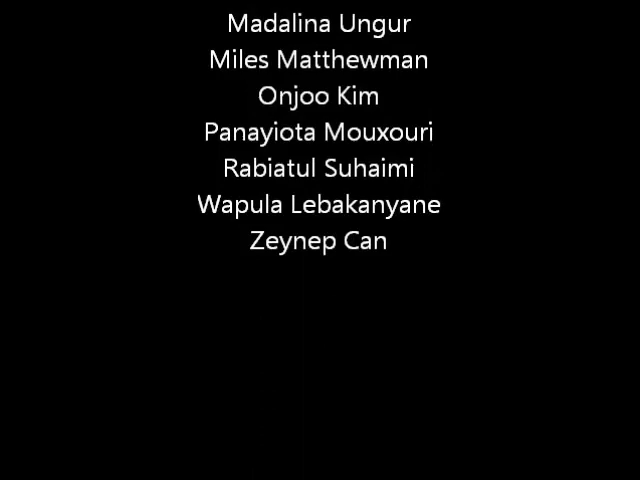 Madalina Ungur
Miles Matthewman
Onjoo Kim
Panayiota Mouxouri
Rabiatul Suhaimi
Wapula Lebakanyane
Zeynep Can